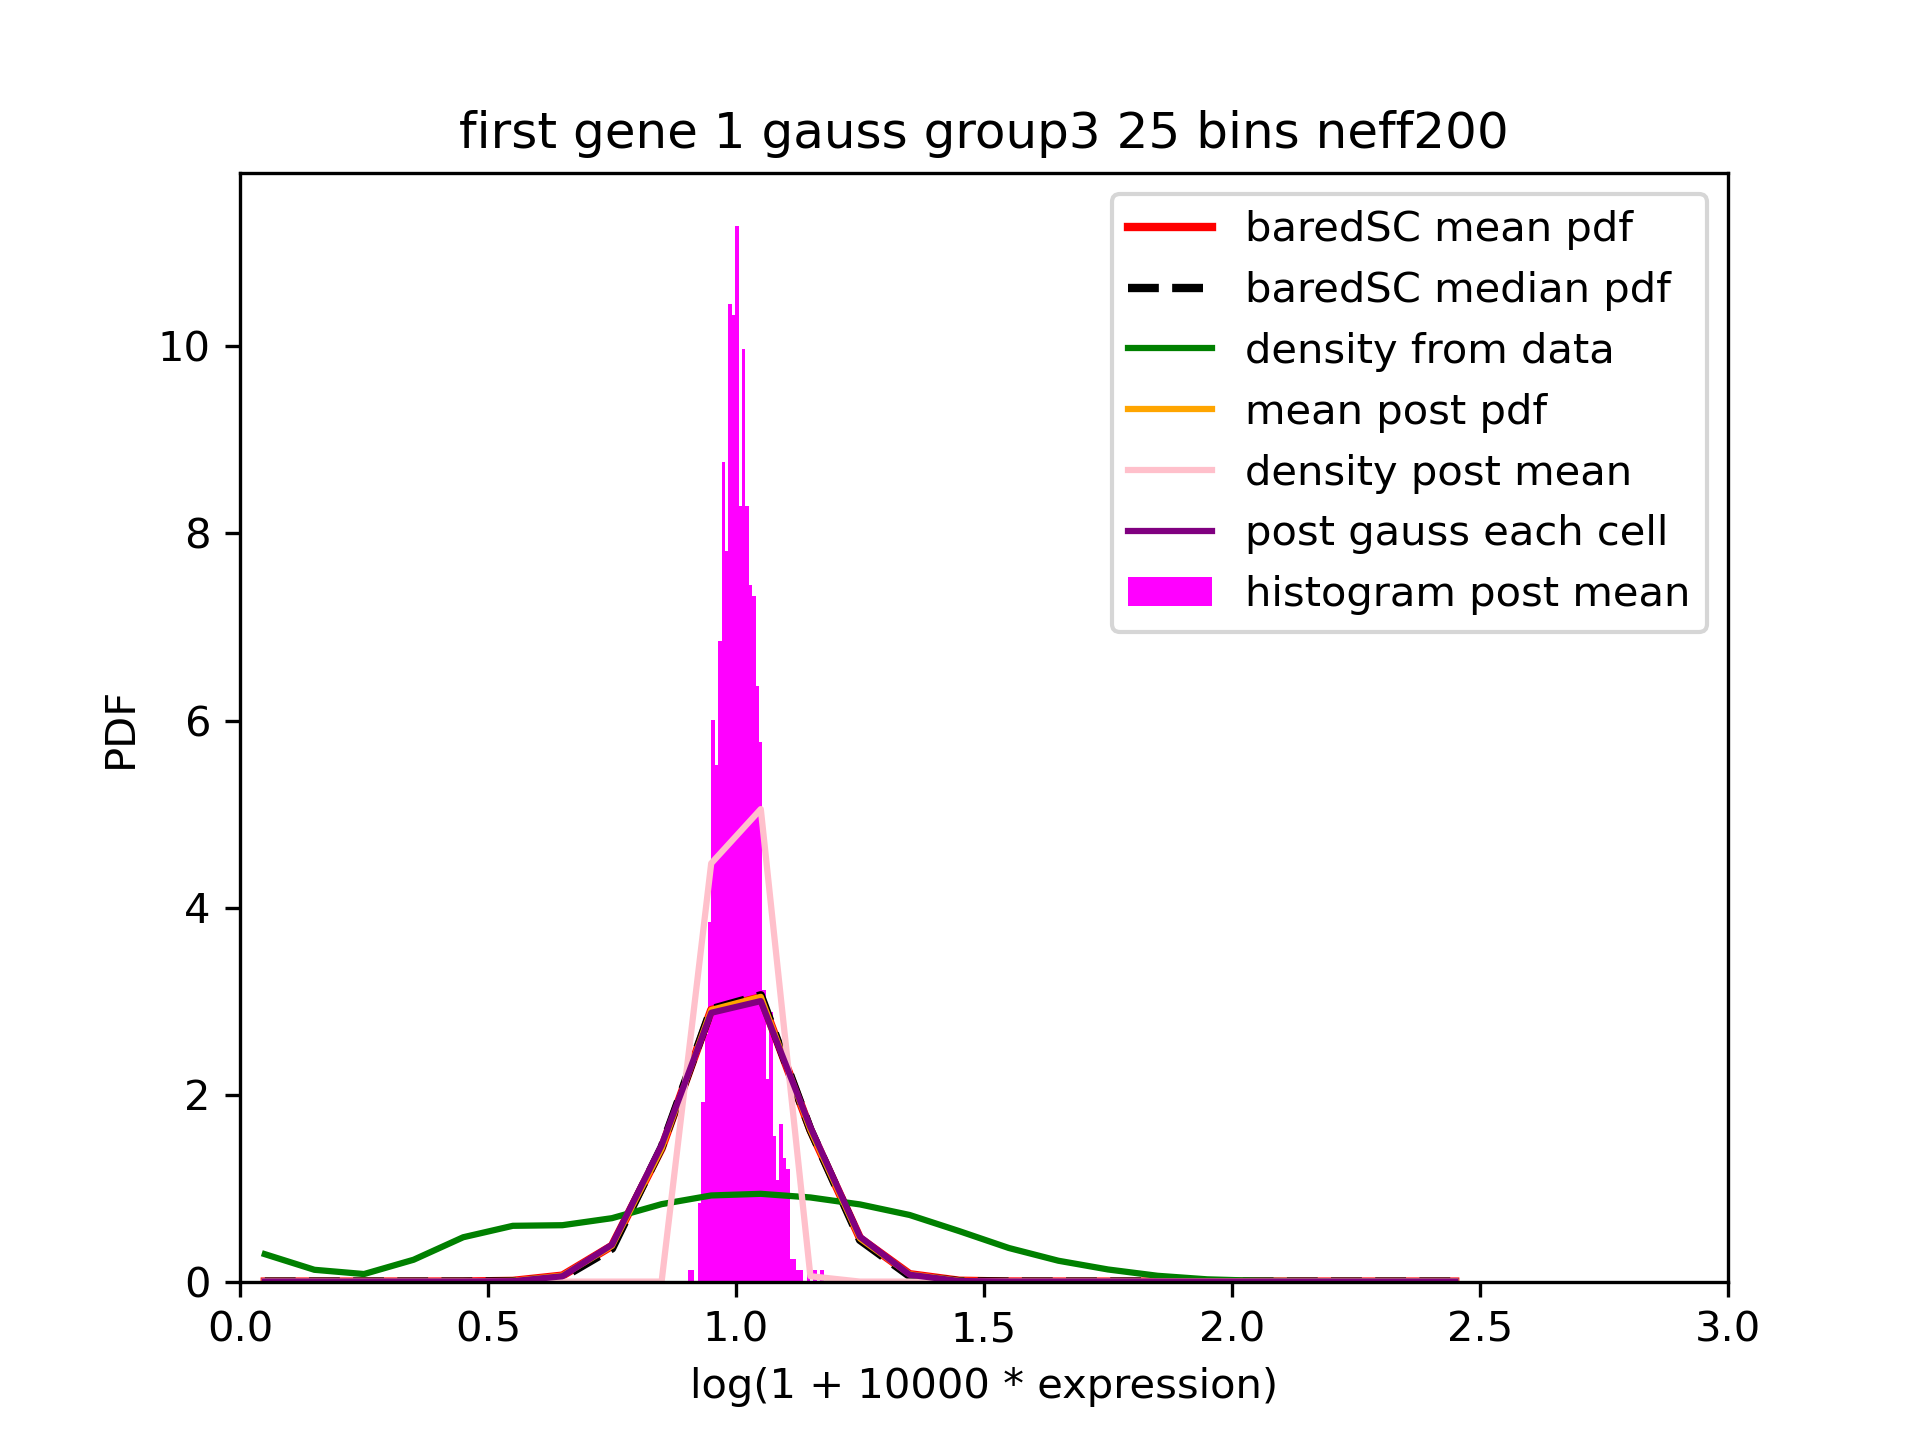 first gene 1 gauss group3 25 bins neff200
baredSC mean pdf
baredSC median pdf
density from data
mean post pdf
density post mean
post gauss each cell
histogram post mean
PDF
10
8
6
4
2
0
0.0 0.5 1.0 1.5 2.0 2.5 3.0
log(1 + 10000 * expression)